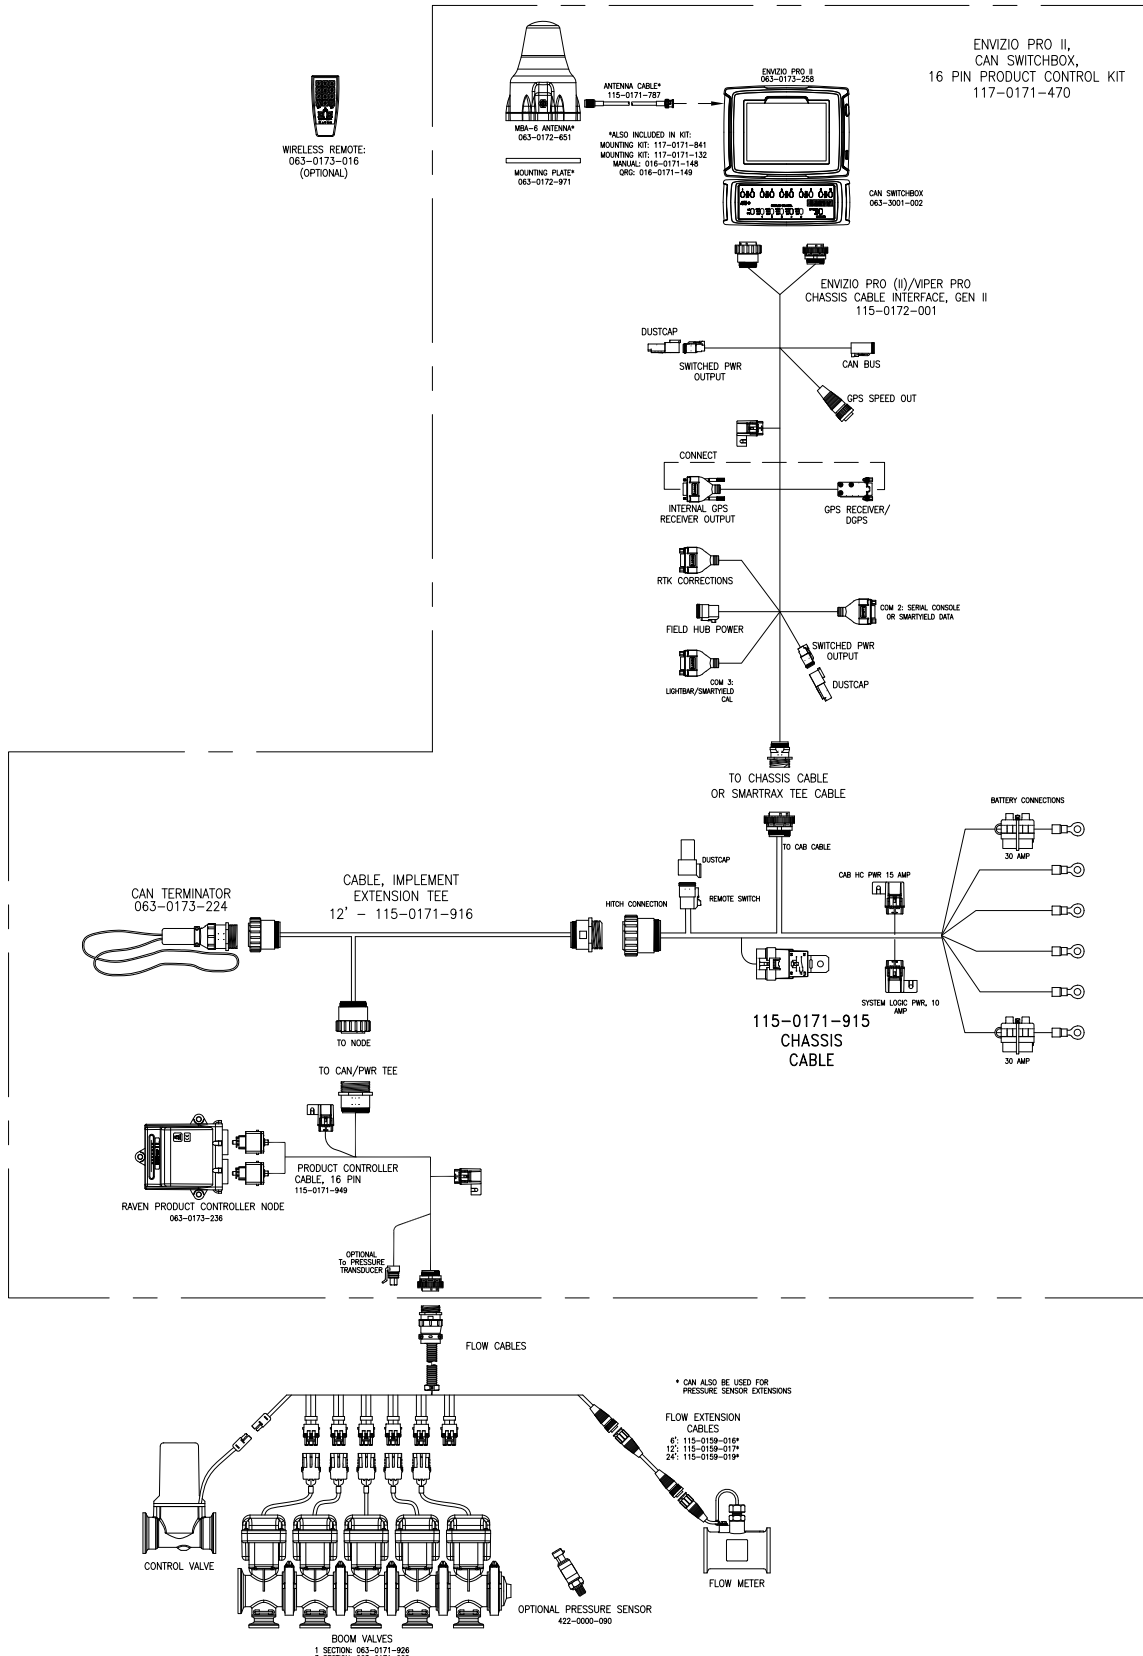 ENVIZIO PRO II,
CAN SWITCHBOX,
16 PIN PRODUCT CONTROL KIT
117-0171-470
ENVIZIO PRO II
063-0173-258
ANTENNA CABLE*
115-0171-787
MBA-6 ANTENNA*
063-0172-651
*ALSO INCLUDED IN KIT:
MOUNTING KIT: 117-0171-841
MOUNTING KIT: 117-0171-132
MANUAL: 016-0171-148
QRG: 016-0171-149
MOUNTING PLATE*
063-0172-971
WIRELESS REMOTE:
063-0173-016
(OPTIONAL)
CAN SWITCHBOX
063-3001-002
ENVIZIO PRO (II)/VIPER PRO
CHASSIS CABLE INTERFACE, GEN II
115-0172-001
DUSTCAP
SWITCHED PWR
OUTPUT
CAN BUS
GPS SPEED OUT
CONNECT
INTERNAL GPS
RECEIVER OUTPUT
GPS RECEIVER/
DGPS
RTK CORRECTIONS
FIELD HUB POWER
COM 2: SERIAL CONSOLE
OR SMARTYIELD DATA
SWITCHED PWR
OUTPUT
DUSTCAP
COM 3:
LIGHTBAR/SMARTYIELD
CAL
TO CHASSIS CABLE
OR SMARTRAX TEE CABLE
BATTERY CONNECTIONS
30 AMP
TO CAB CABLE
DUSTCAP
REMOTE SWITCH
CAB HC PWR 15 AMP
HITCH CONNECTION
CABLE, IMPLEMENT
EXTENSION TEE
12' - 115-0171-916
CAN TERMINATOR
063-0173-224
SYSTEM LOGIC PWR, 10
AMP
115-0171-915
CHASSIS
CABLE
30 AMP
TO NODE
TO CAN/PWR TEE
PRODUCT CONTROLLER
CABLE, 16 PIN
115-0171-949
RAVEN PRODUCT CONTROLLER NODE
063-0173-236
OPTIONAL
To PRESSURE
TRANSDUCER
FLOW CABLES
* CAN ALSO BE USED FOR
PRESSURE SENSOR EXTENSIONS
FLOW EXTENSION
CABLES
6': 115-0159-016*
12': 115-0159-017*
24': 115-0159-019*
CONTROL VALVE
FLOW METER
OPTIONAL PRESSURE SENSOR
422-0000-090
BOOM VALVES
1 SECTION: 063-0171-926